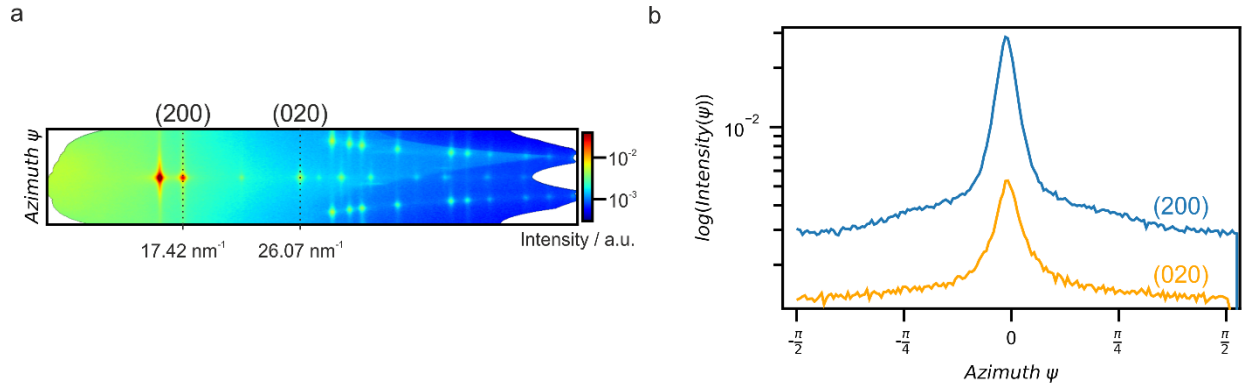 a
(200)
(020)
Azimuth ψ
10⁻²
10⁻³
17.42 nm⁻¹
26.07 nm⁻¹
Intensity / a.u.
b
log(Intensity(ψ))
10⁻²
(200)
(020)
-π/2
-π/4
0
π/4
π/2
Azimuth ψ